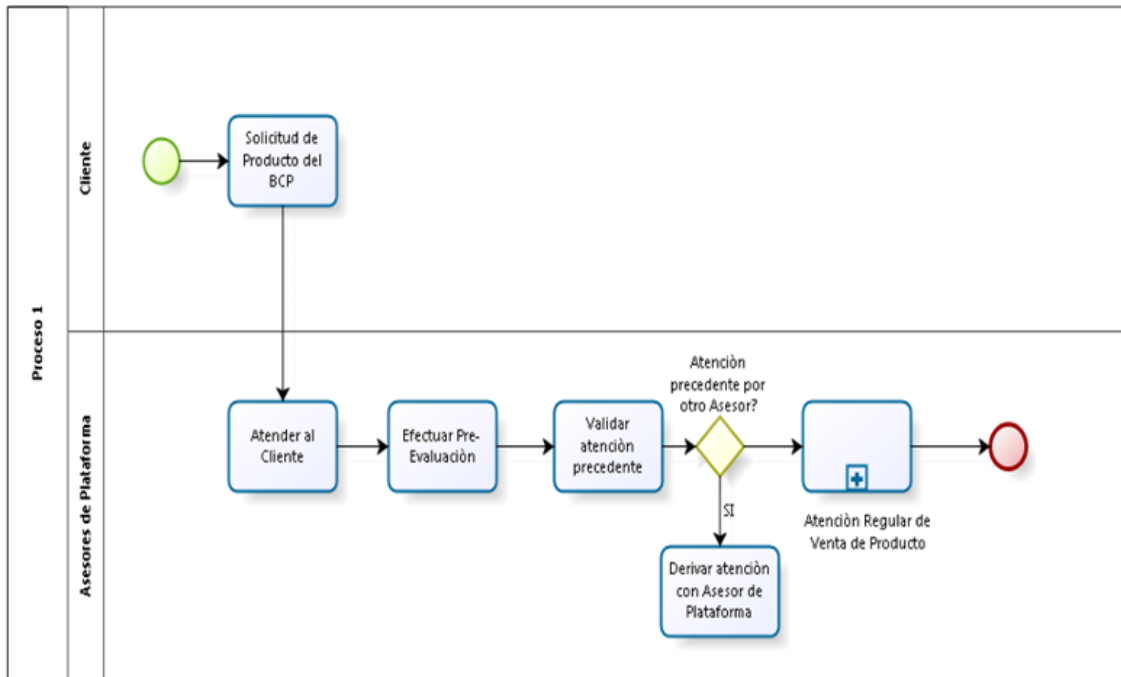 Proceso 1
Cliente
Solicitud de
Producto del
BCP
Asesores de Plataforma
Atender al
Cliente
Efectuar Pre-
Evaluaciòn
Validar
atenciòn
precedente
Atenciòn
precedente por
otro Asesor?
SI
Derivar atenciòn
con Asesor de
Plataforma
Atenciòn Regular de
Venta de Producto